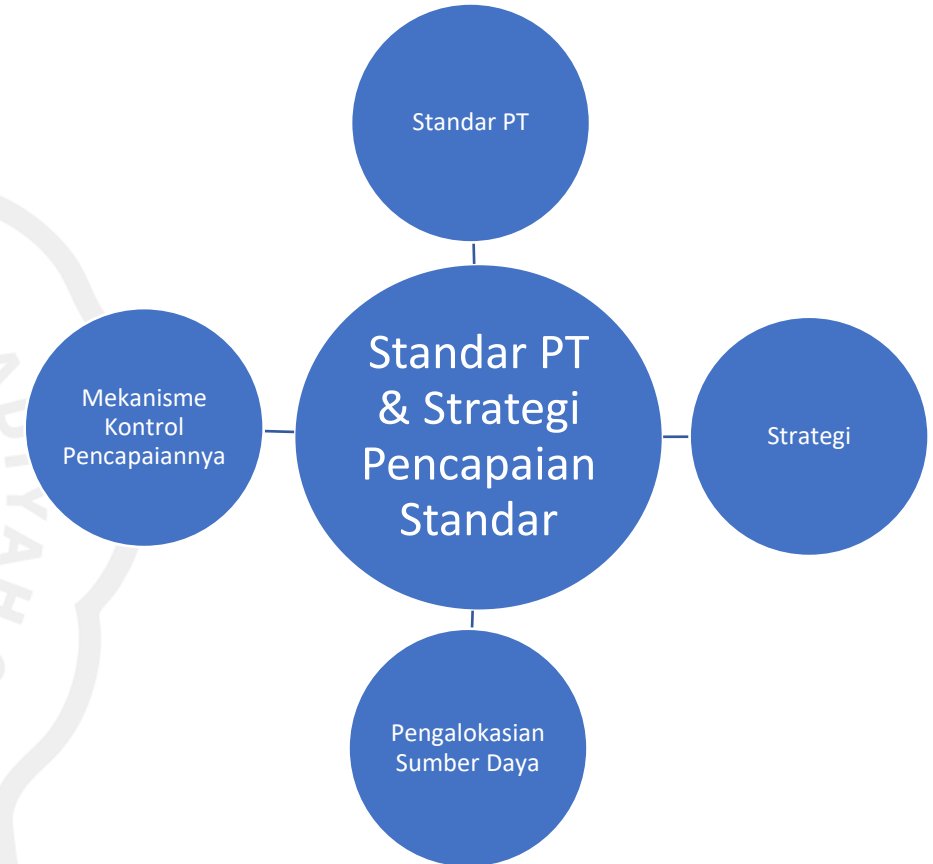 Standar PT
Standar PT
& Strategi
Pencapaian
Standar
Mekanisme
Kontrol
Pencapaiannya
Strategi
Pengalokasian
Sumber Daya